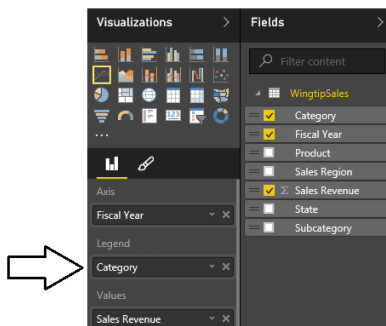 Visualizations >
Fields >
Filter content
WingtipSales
Category
Fiscal Year
Product
Sales Region
Σ Sales Revenue
State
Subcategory
...
Axis
Fiscal Year
Legend
Category
Values
Sales Revenue